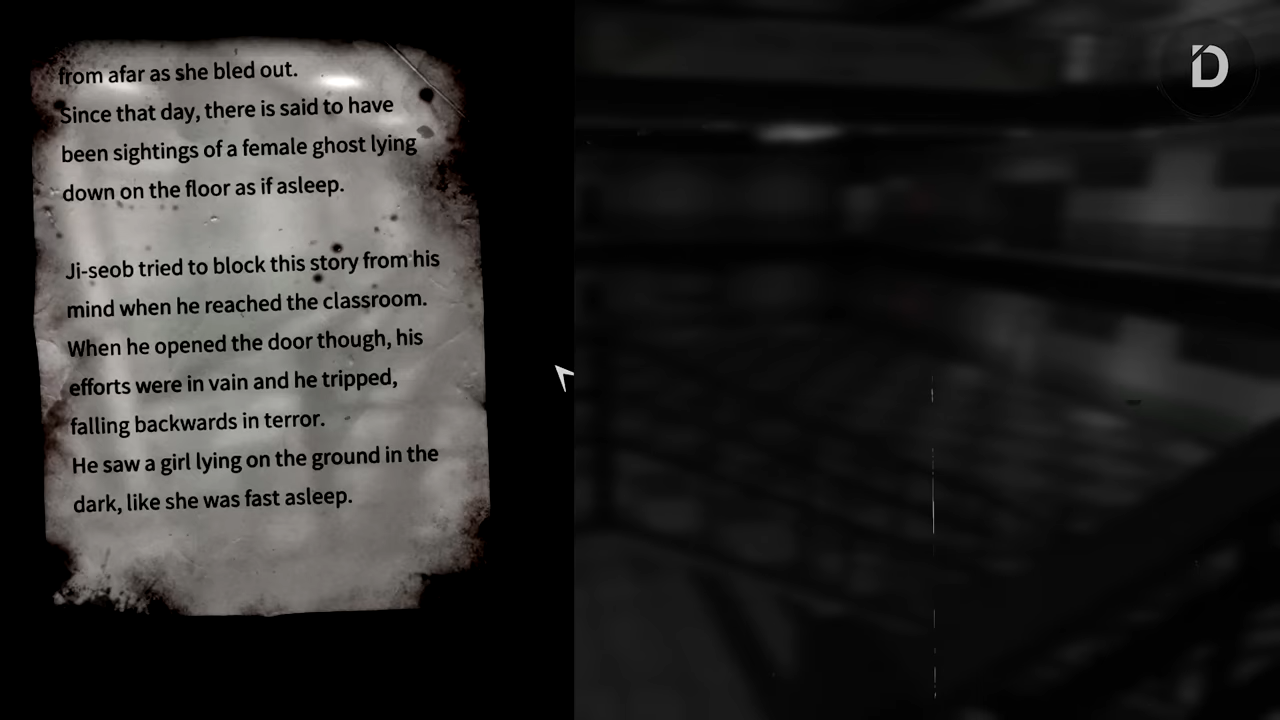 from afar as she bled out.
Since that day, there is said to have
been sightings of a female ghost lying
down on the floor as if asleep.
Ji-seob tried to block this story from his
mind when he reached the classroom.
When he opened the door though, his
efforts were in vain and he tripped,
falling backwards in terror.
He saw a girl lying on the ground in the
dark, like she was fast asleep.
D